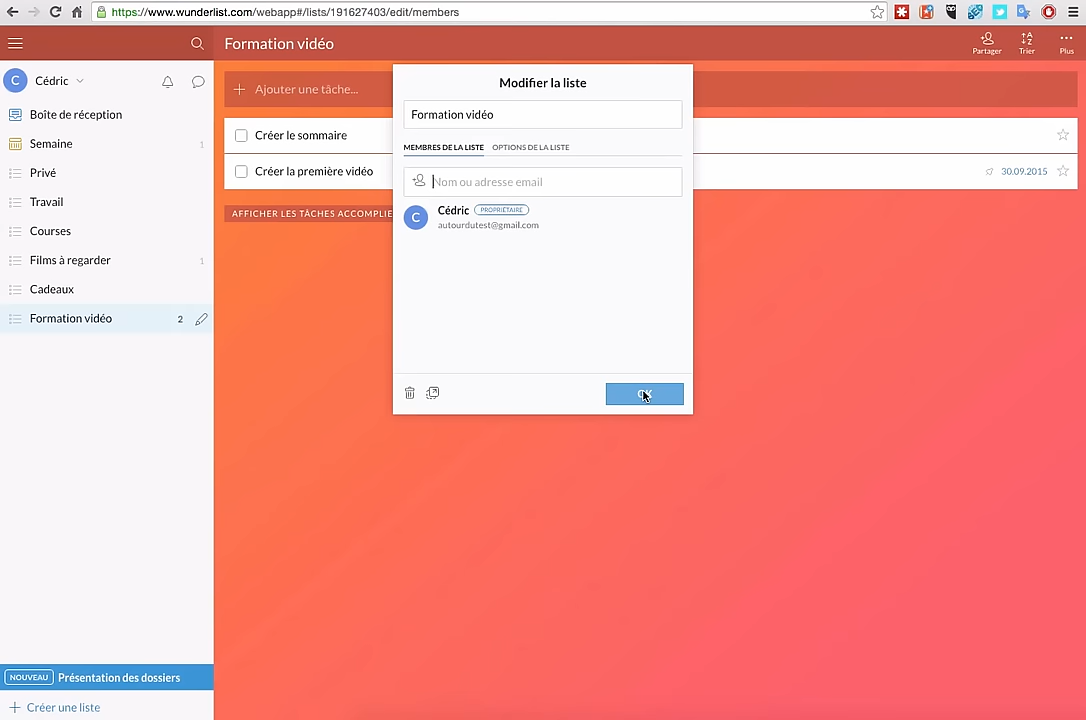 https://www.wunderlist.com/webapp#/lists/191627403/edit/members
Formation vidéo
Partager
Trier
Plus
C
Cédric
Boîte de réception
Semaine 1
Privé
Travail
Courses
Films à regarder 1
Cadeaux
Formation vidéo 2
NOUVEAU Présentation des dossiers
Créer une liste
Ajouter une tâche...
Créer le sommaire
Créer la première vidéo 30.09.2015
AFFICHER LES TÂCHES ACCOMPLIE
Modifier la liste
Formation vidéo
MEMBRES DE LA LISTE OPTIONS DE LA LISTE
Nom ou adresse email
C
Cédric PROPRIÉTAIRE
autourdutest@gmail.com
OK